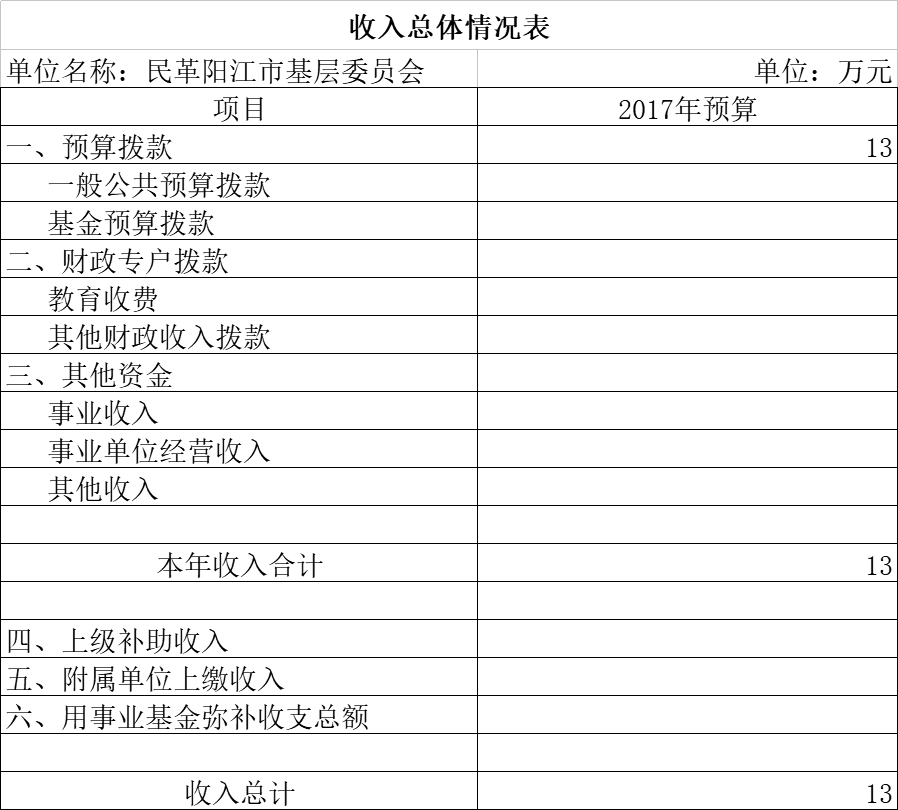 收入总体情况表
单位名称：民革阳江市基层委员会 单位：万元
项目 2017年预算
一、预算拨款 13
一般公共预算拨款
基金预算拨款
二、财政专户拨款
教育收费
其他财政收入拨款
三、其他资金
事业收入
事业单位经营收入
其他收入
本年收入合计 13
四、上级补助收入
五、附属单位上缴收入
六、用事业基金弥补收支总额
收入总计 13